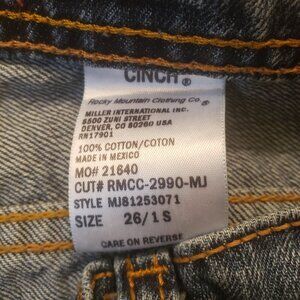 CINCH®
Rocky Mountain Clothing Co.®
MILLER INTERNATIONAL INC.
8500 ZUNI STREET
DENVER, CO 80260 USA
RN17901
100% COTTON/COTON
MADE IN MEXICO
MO# 21640
CUT# RMCC-2990-MJ
STYLE MJ81253071
SIZE 26/1 S
CARE ON REVERSE